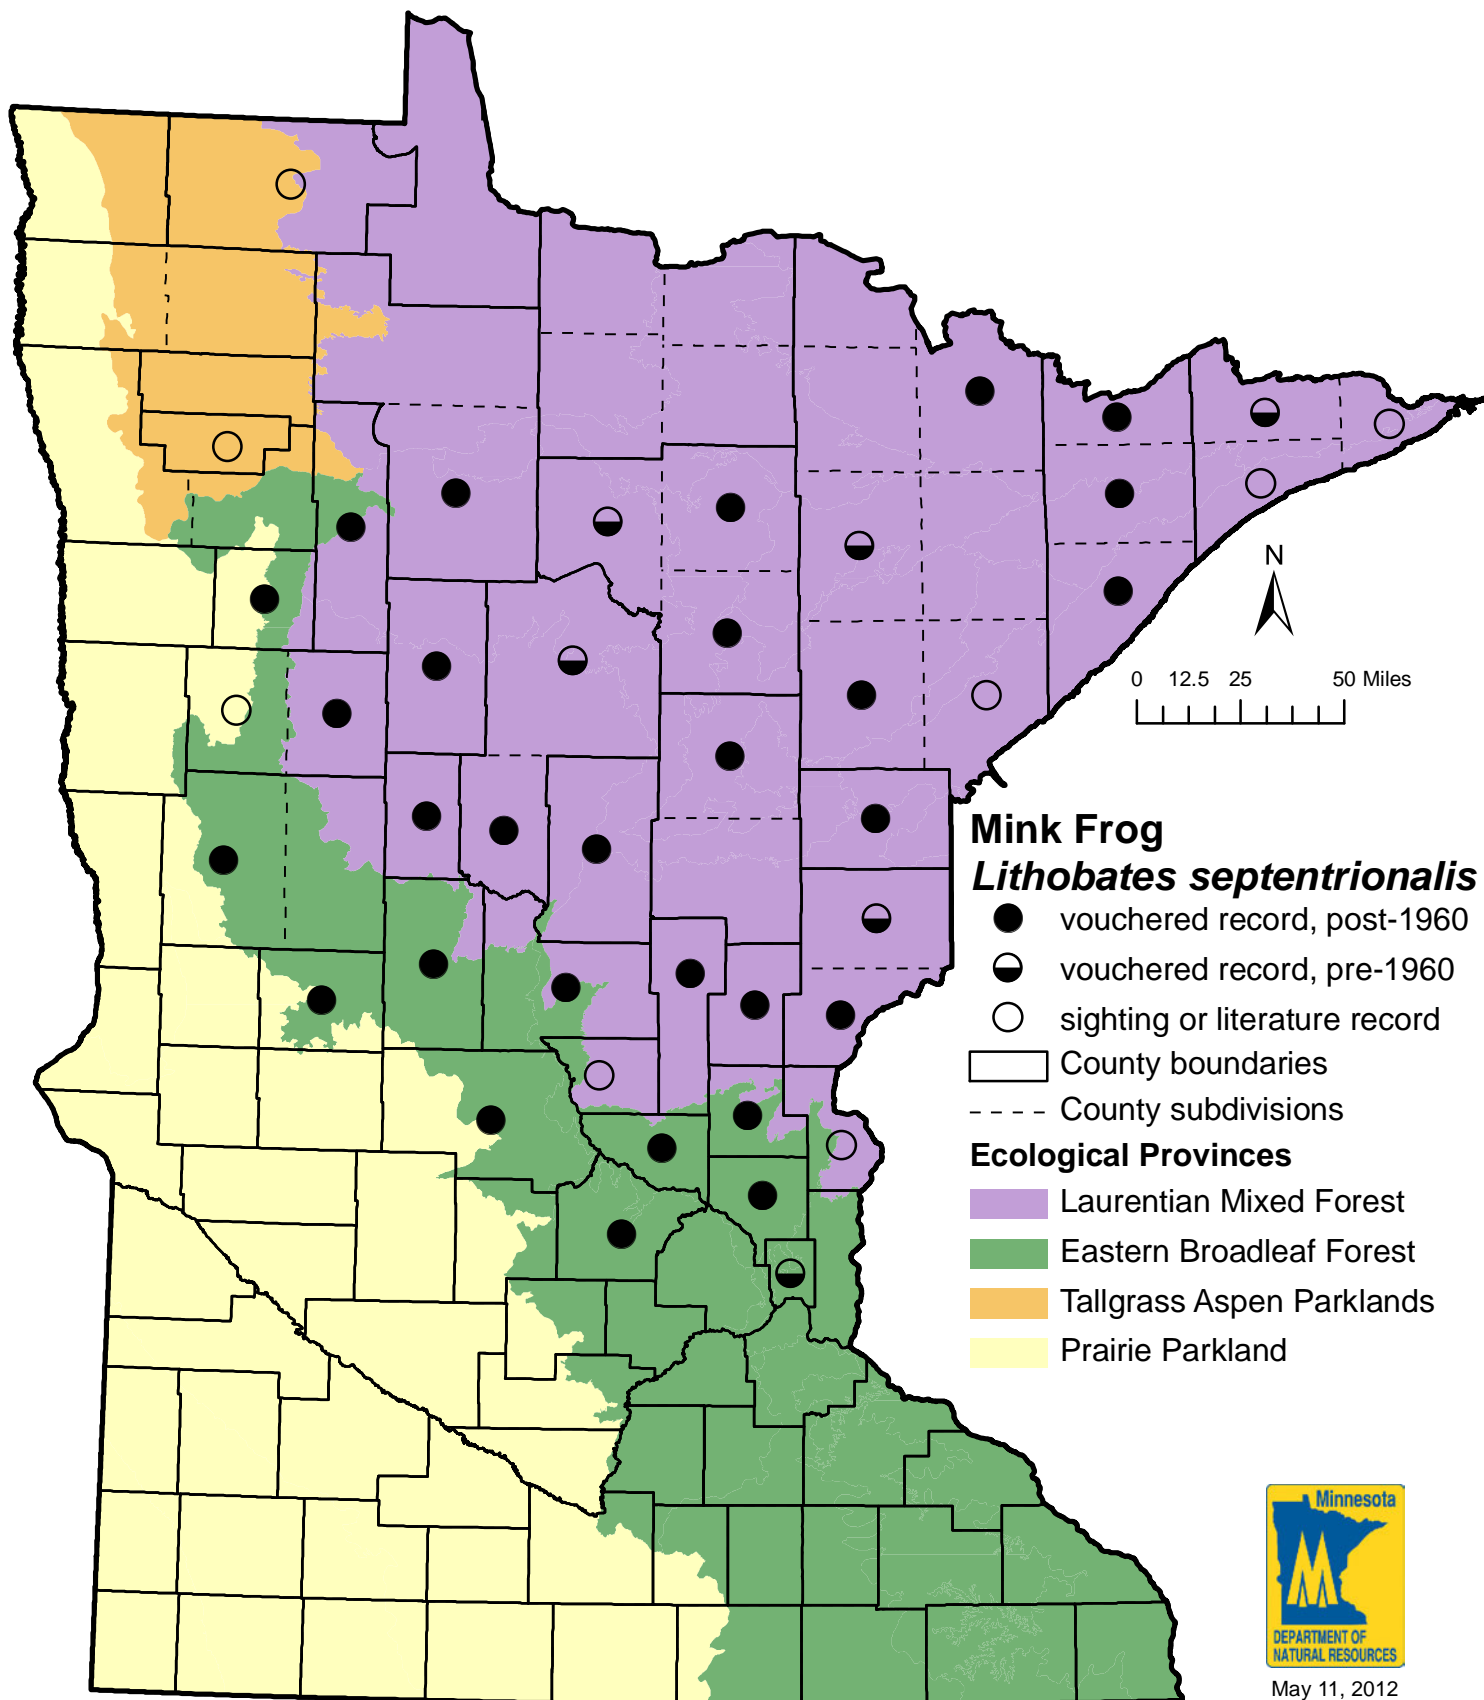 N
0 12.5 25 50 Miles
Mink Frog
Lithobates septentrionalis
vouchered record, post-1960
vouchered record, pre-1960
sighting or literature record
County boundaries
County subdivisions
Ecological Provinces
Laurentian Mixed Forest
Eastern Broadleaf Forest
Tallgrass Aspen Parklands
Prairie Parkland
Minnesota
DEPARTMENT OF
NATURAL RESOURCES
May 11, 2012